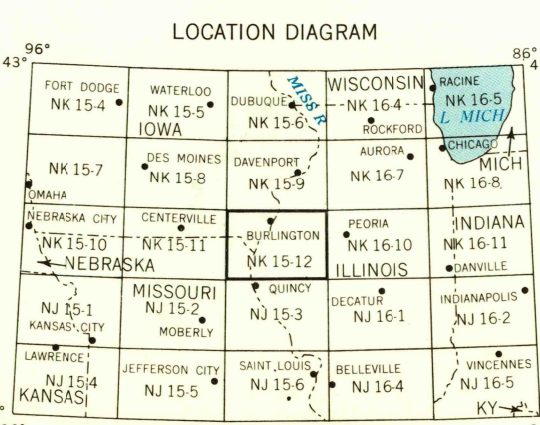 LOCATION DIAGRAM
43° 96° 86° 4
FORT DODGE
NK 15-4
WATERLOO
NK 15-5
IOWA
DUBUQUE
NK 15-6
MISS R
WISCONSIN
NK 16-4
ROCKFORD
RACINE
NK 16-5
L MICH
NK 15-7
OMAHA
DES MOINES
NK 15-8
DAVENPORT
NK 15-9
AURORA
NK 16-7
CHICAGO
MICH
NK 16-8
NEBRASKA CITY
NK 15-10
NEBRASKA
CENTERVILLE
NK 15-11
BURLINGTON
NK 15-12
PEORIA
NK 16-10
ILLINOIS
INDIANA
NK 16-11
DANVILLE
NJ 15-1
KANSAS CITY
MISSOURI
NJ 15-2
MOBERLY
QUINCY
NJ 15-3
DECATUR
NJ 16-1
INDIANAPOLIS
NJ 16-2
LAWRENCE
NJ 15-4
KANSAS
JEFFERSON CITY
NJ 15-5
SAINT LOUIS
NJ 15-6
BELLEVILLE
NJ 16-4
VINCENNES
NJ 16-5
KY